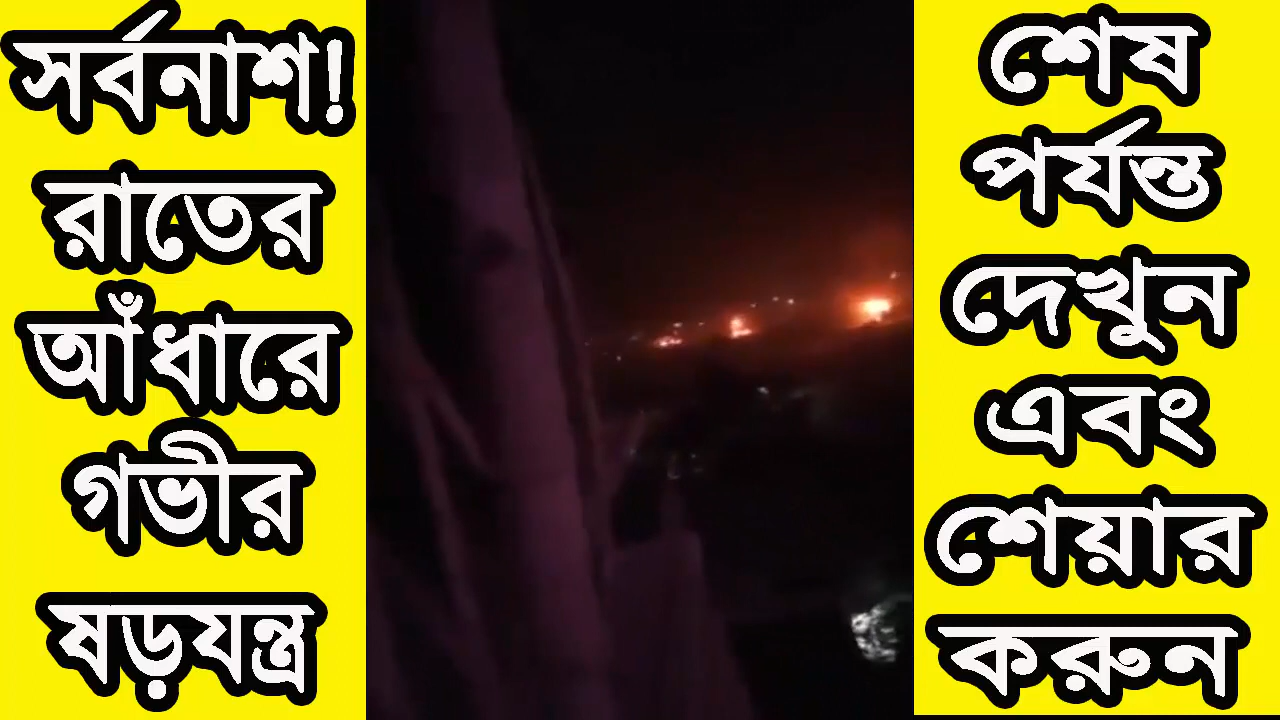 সর্বনাশ!
রাতের
আঁধারে
গভীর
ষড়যন্ত্র
শেষ
পর্যন্ত
দেখুন
এবং
শেয়ার
করুন